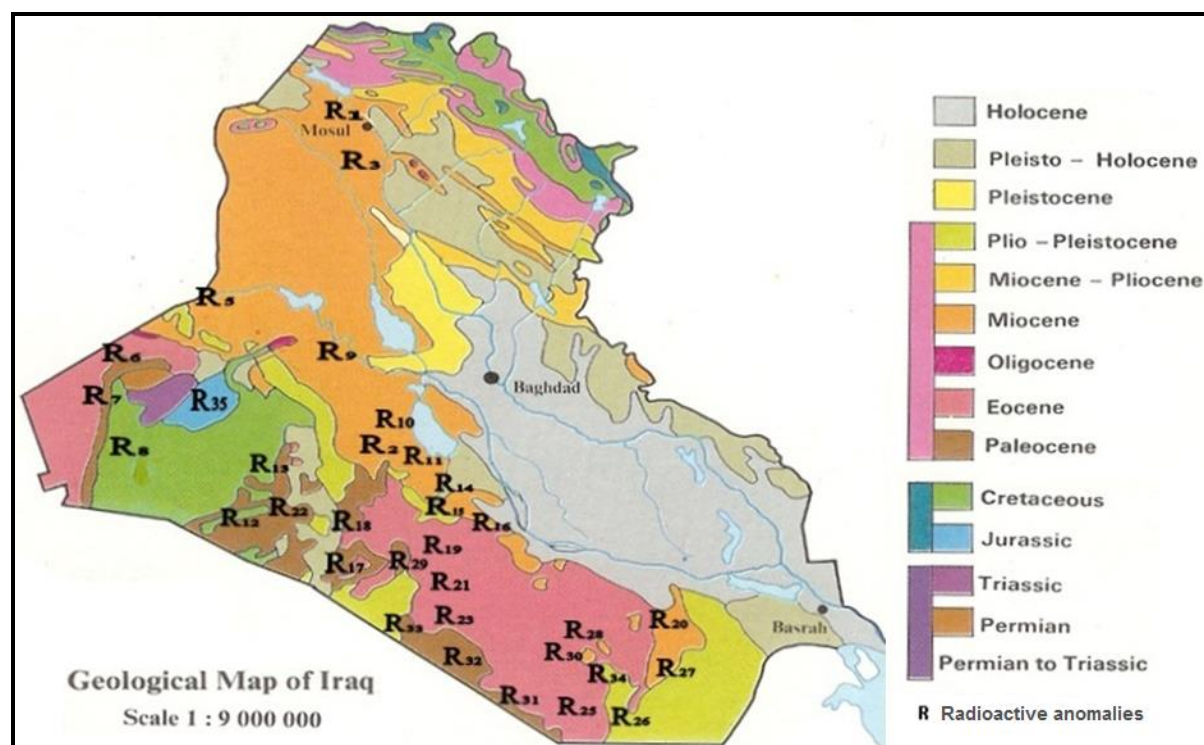 R1
Mosul
R3
R5
R9
R6
R7
R35
Baghdad
R8
R10
R2
R11
R13
R14
R22
R15
R12
R18
R16
R19
R17
R29
R21
R23
R33
R28
R20
Basrah
R30
R32
R34
R27
R31
R25
R26
Geological Map of Iraq
Scale 1 : 9 000 000
Holocene
Pleisto – Holocene
Pleistocene
Plio – Pleistocene
Miocene – Pliocene
Miocene
Oligocene
Eocene
Paleocene
Cretaceous
Jurassic
Triassic
Permian
Permian to Triassic
R Radioactive anomalies